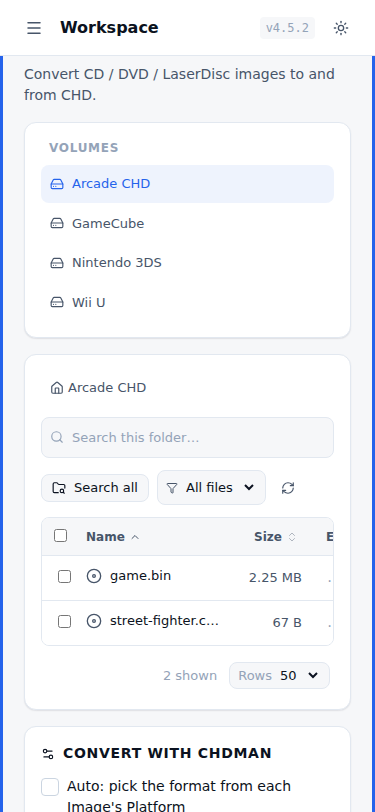 Workspace v4.5.2
Convert CD / DVD / LaserDisc images to and
from CHD.
VOLUMES
Arcade CHD
GameCube
Nintendo 3DS
Wii U
Arcade CHD
Search this folder…
Search all All files
Name Size E
game.bin 2.25 MB .
street-fighter.c… 67 B .
2 shown Rows 50
CONVERT WITH CHDMAN
Auto: pick the format from each
Image's Platform